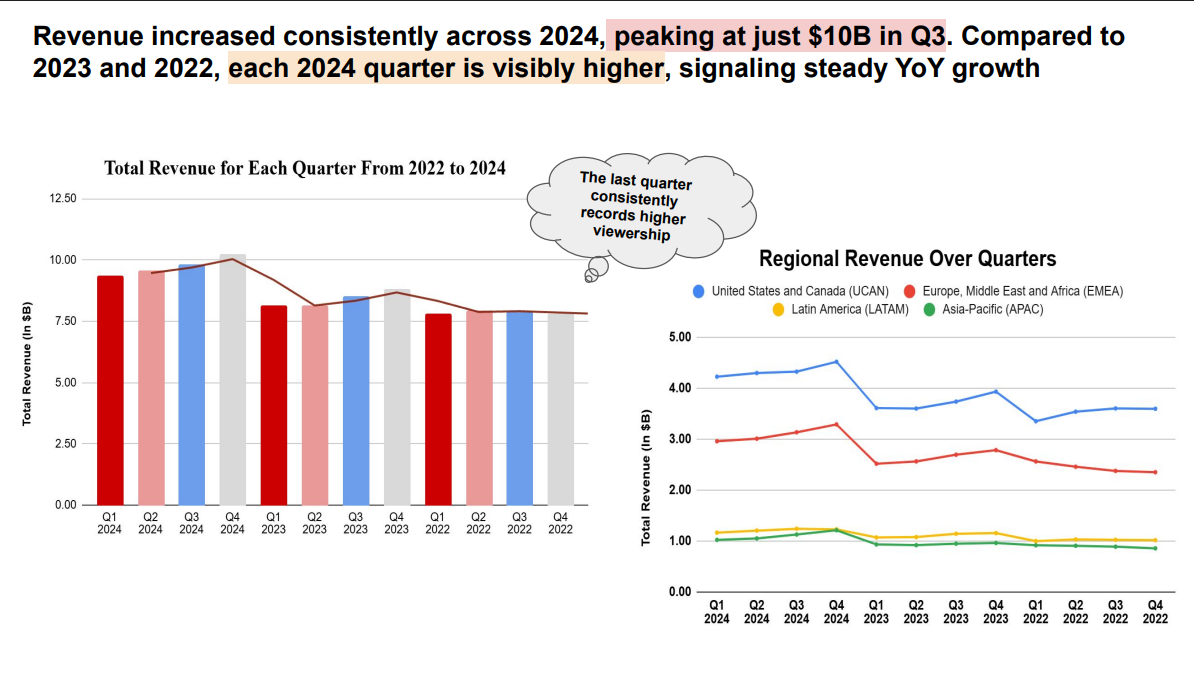 Revenue increased consistently across 2024, peaking at just $10B in Q3. Compared to
2023 and 2022, each 2024 quarter is visibly higher, signaling steady YoY growth
Total Revenue for Each Quarter From 2022 to 2024
Total Revenue (In $B)
12.50
10.00
7.50
5.00
2.50
0.00
Q1 Q2 Q3 Q4 Q1 Q2 Q3 Q4 Q1 Q2 Q3 Q4
2024 2024 2024 2024 2023 2023 2023 2023 2022 2022 2022 2022
The last quarter
consistently
records higher
viewership
Regional Revenue Over Quarters
United States and Canada (UCAN) Europe, Middle East and Africa (EMEA)
Latin America (LATAM) Asia-Pacific (APAC)
Total Revenue (In $B)
5.00
4.00
3.00
2.00
1.00
0.00
Q1 Q2 Q3 Q4 Q1 Q2 Q3 Q4 Q1 Q2 Q3 Q4
2024 2024 2024 2024 2023 2023 2023 2023 2022 2022 2022 2022